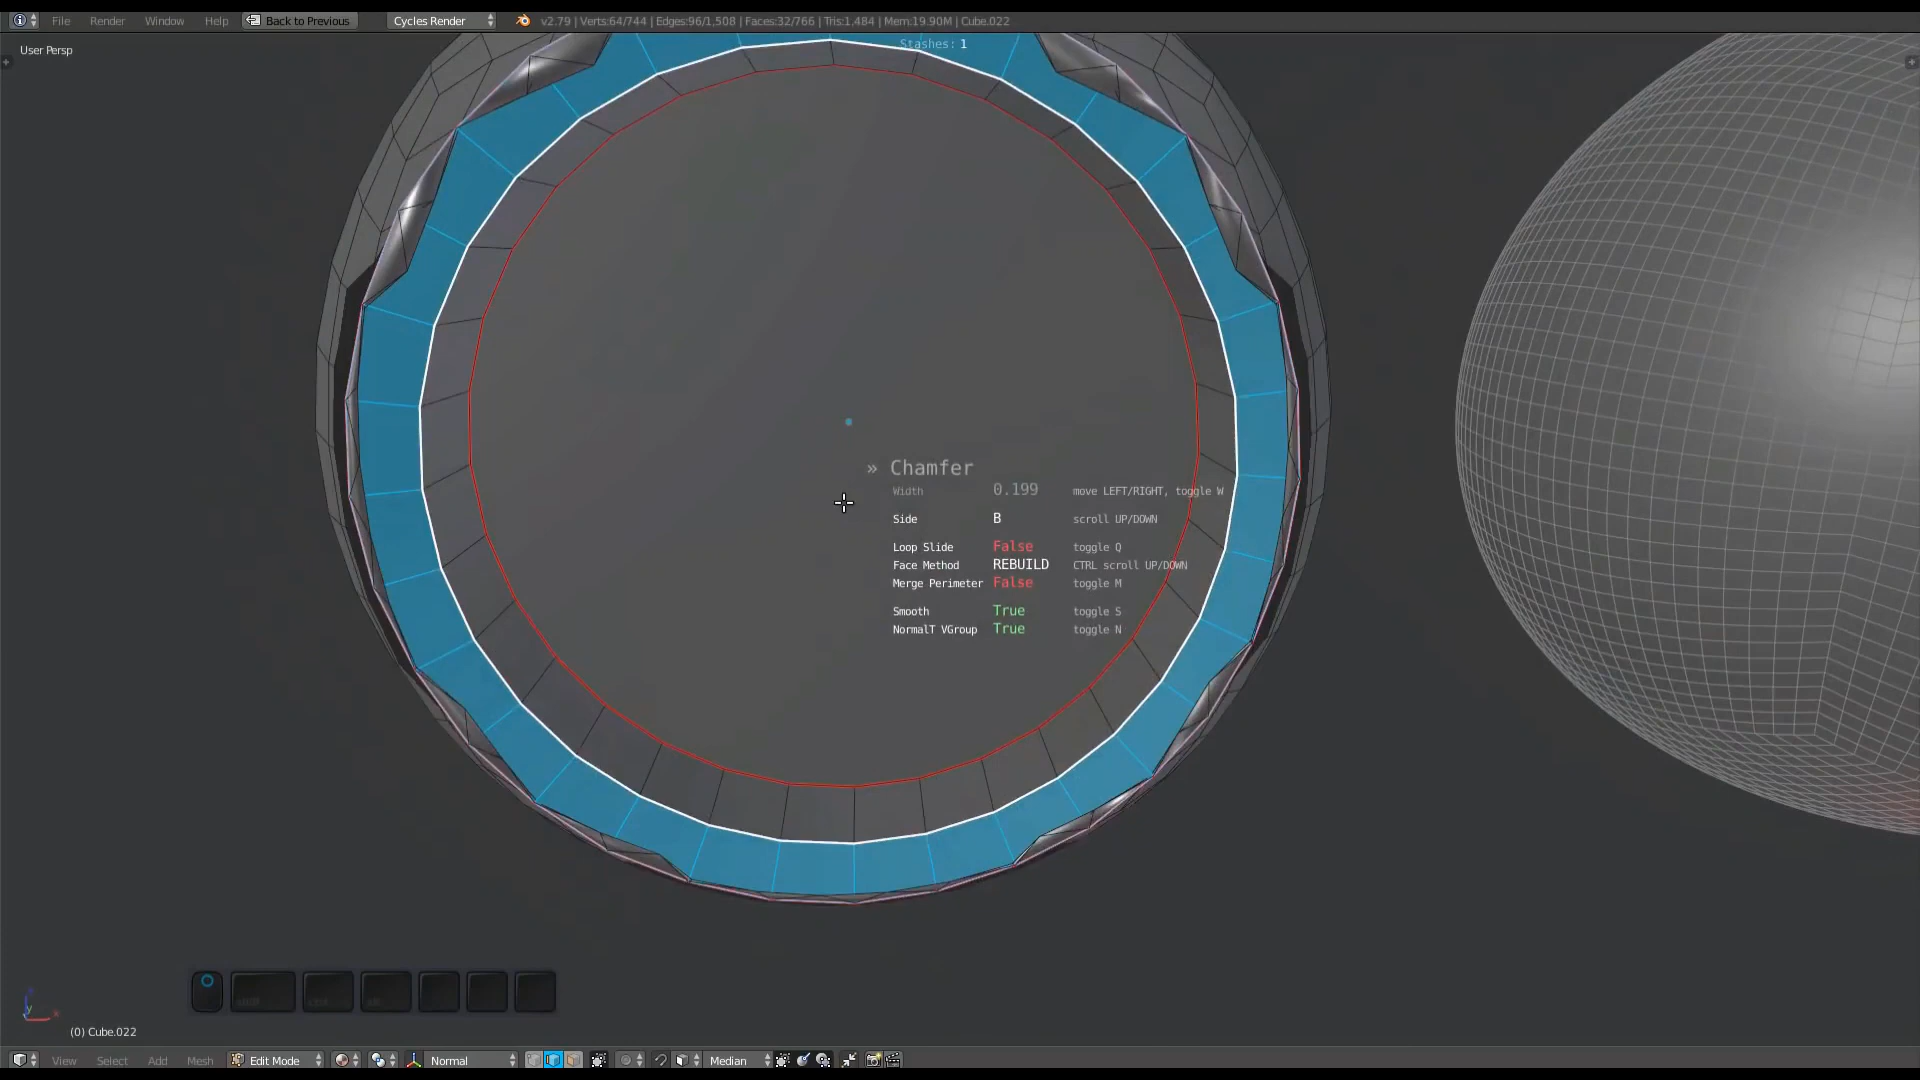 File Render Window Help Back to Previous Cycles Render v2.79 | Verts:64/744 | Edges:96/1,508 | Faces:32/766 | Tris:1,484 | Mem:19.90M | Cube.022
User Persp
Stashes: 1
» Chamfer
Width 0.199 move LEFT/RIGHT, toggle W
Side B scroll UP/DOWN
Loop Slide False toggle Q
Face Method REBUILD CTRL scroll UP/DOWN
Merge Perimeter False toggle M
Smooth True toggle S
NormalT VGroup True toggle N
(0) Cube.022
View Select Add Mesh Edit Mode Normal Median